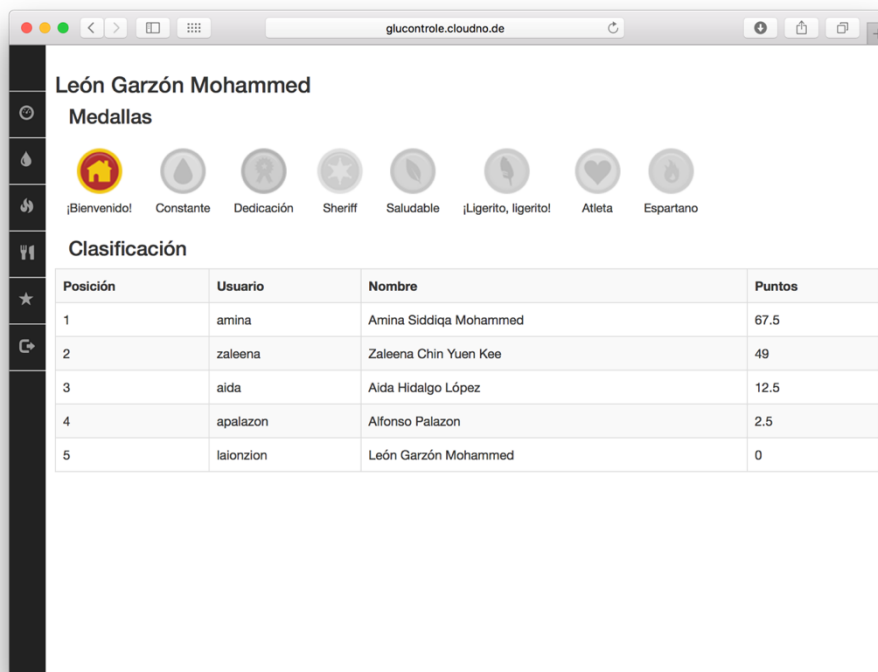 glucontrole.cloudno.de
León Garzón Mohammed
Medallas
¡Bienvenido! Constante Dedicación Sheriff Saludable ¡Ligerito, ligerito! Atleta Espartano
Clasificación
Posición Usuario Nombre Puntos
1 amina Amina Siddiqa Mohammed 67.5
2 zaleena Zaleena Chin Yuen Kee 49
3 aida Aida Hidalgo López 12.5
4 apalazon Alfonso Palazon 2.5
5 laionzion León Garzón Mohammed 0